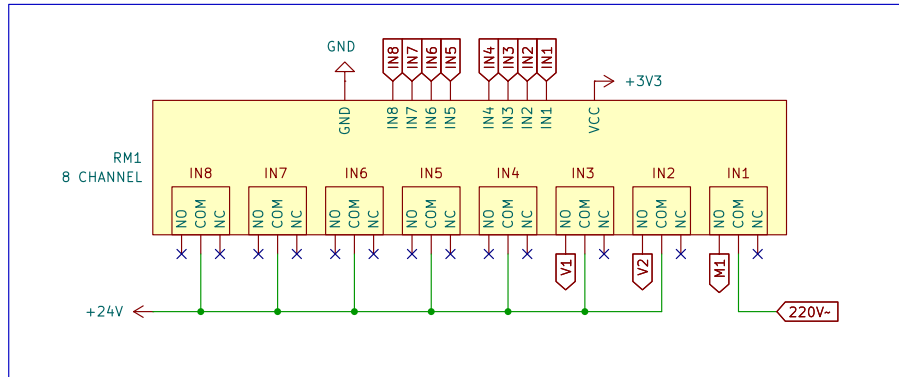 GND
IN8 IN7 IN6 IN5 IN4 IN3 IN2 IN1
+3V3
GND IN8 IN7 IN6 IN5 IN4 IN3 IN2 IN1 VCC
RM1
8 CHANNEL
IN8 IN7 IN6 IN5 IN4 IN3 IN2 IN1
NO COM NC NO COM NC NO COM NC NO COM NC NO COM NC NO COM NC NO COM NC NO COM NC
V1 V2 M1
+24V
220V~